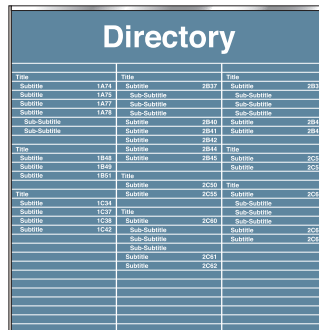 Directory
Title
Subtitle 1A74
Subtitle 1A75
Subtitle 1A77
Subtitle 1A78
Sub-Subtitle
Sub-Subtitle
Title
Subtitle 1B48
Subtitle 1B49
Subtitle 1B51
Title
Subtitle 1C34
Subtitle 1C37
Subtitle 1C38
Subtitle 1C42
Title
Subtitle 2B37
Sub-Subtitle
Sub-Subtitle
Sub-Subtitle
Subtitle 2B40
Subtitle 2B41
Subtitle 2B42
Subtitle 2B44
Subtitle 2B45
Title
Subtitle 2C50
Subtitle 2C55
Title
Subtitle 2C60
Sub-Subtitle
Sub-Subtitle
Sub-Subtitle
Subtitle 2C61
Subtitle 2C62
Title
Subtitle
Sub-Subtitle
Sub-Subtitle
Sub-Subtitle
Subtitle
Subtitle
Title
Subtitle
Subtitle
Title
Subtitle
Sub-Subtitle
Sub-Subtitle
Sub-Subtitle
Subtitle
Subtitle